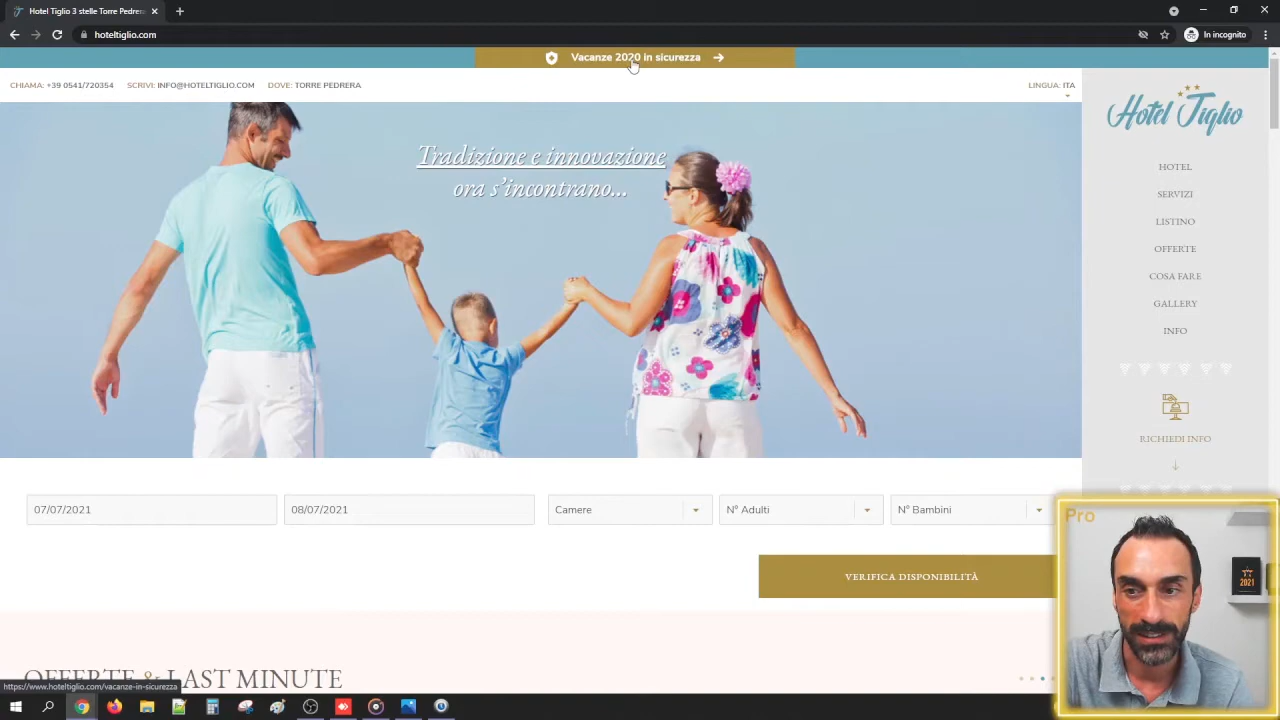 Hotel Tiglio 3 stelle Torre Pedrer
hoteltiglio.com
In incognito
Vacanze 2020 in sicurezza
CHIAMA: +39 0541/720354 SCRIVI: INFO@HOTELTIGLIO.COM DOVE: TORRE PEDRERA
LINGUA: ITA
Hotel Tiglio
Tradizione e innovazione
ora s'incontrano...
HOTEL
SERVIZI
LISTINO
OFFERTE
COSA FARE
GALLERY
INFO
RICHIEDI INFO
07/07/2021 08/07/2021 Camere N° Adulti N° Bambini
VERIFICA DISPONIBILITÀ
Pro
2021
OFFERTE & LAST MINUTE
https://www.hoteltiglio.com/vacanze-in-sicurezza